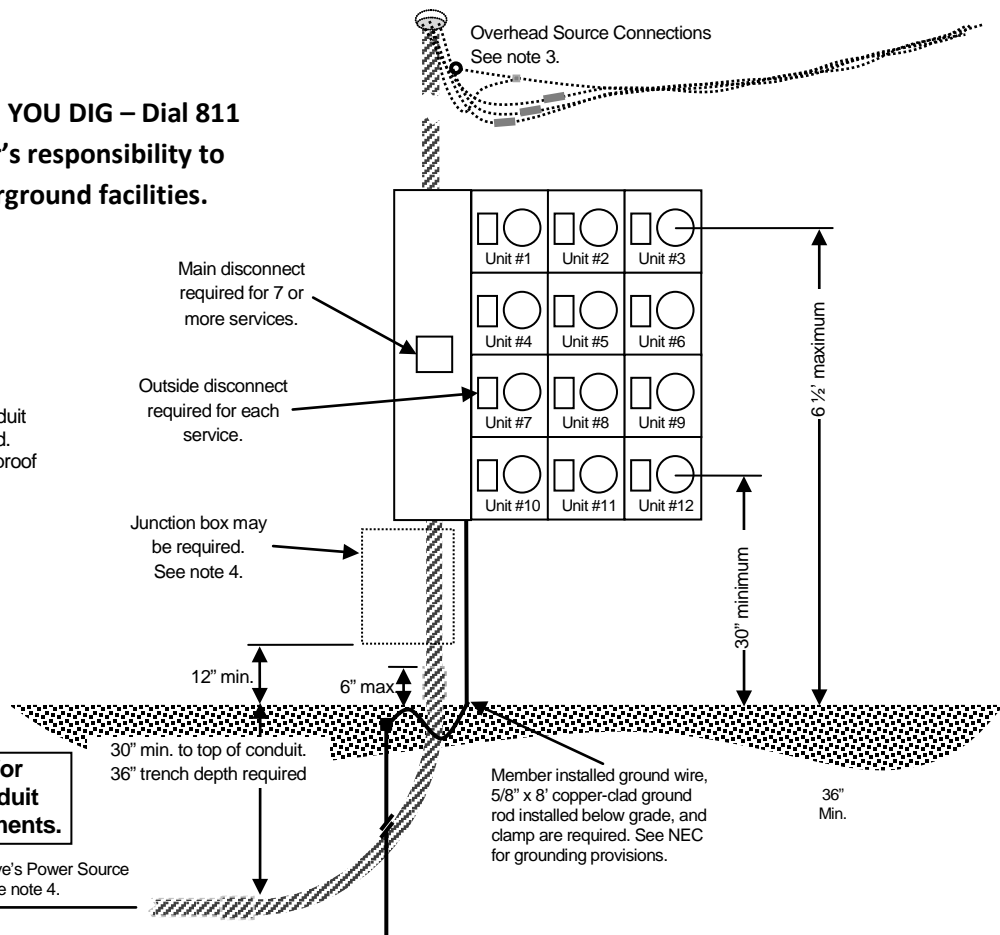 Overhead Source Connections
See note 3.
YOU DIG – Dial 811
r’s responsibility to
rground facilities.
Main disconnect
required for 7 or
more services.
Unit #1 Unit #2 Unit #3
Unit #4 Unit #5 Unit #6
Outside disconnect
required for each
service.
Unit #7 Unit #8 Unit #9
Unit #10 Unit #11 Unit #12
6 ½’ maximum
duit
d.
proof
Junction box may
be required.
See note 4.
30” minimum
12” min.
6” max
30” min. to top of conduit.
36” trench depth required
or
duit
ments.
Member installed ground wire,
5/8” x 8’ copper-clad ground
rod installed below grade, and
clamp are required. See NEC
for grounding provisions.
36”
Min.
ve’s Power Source
e note 4.